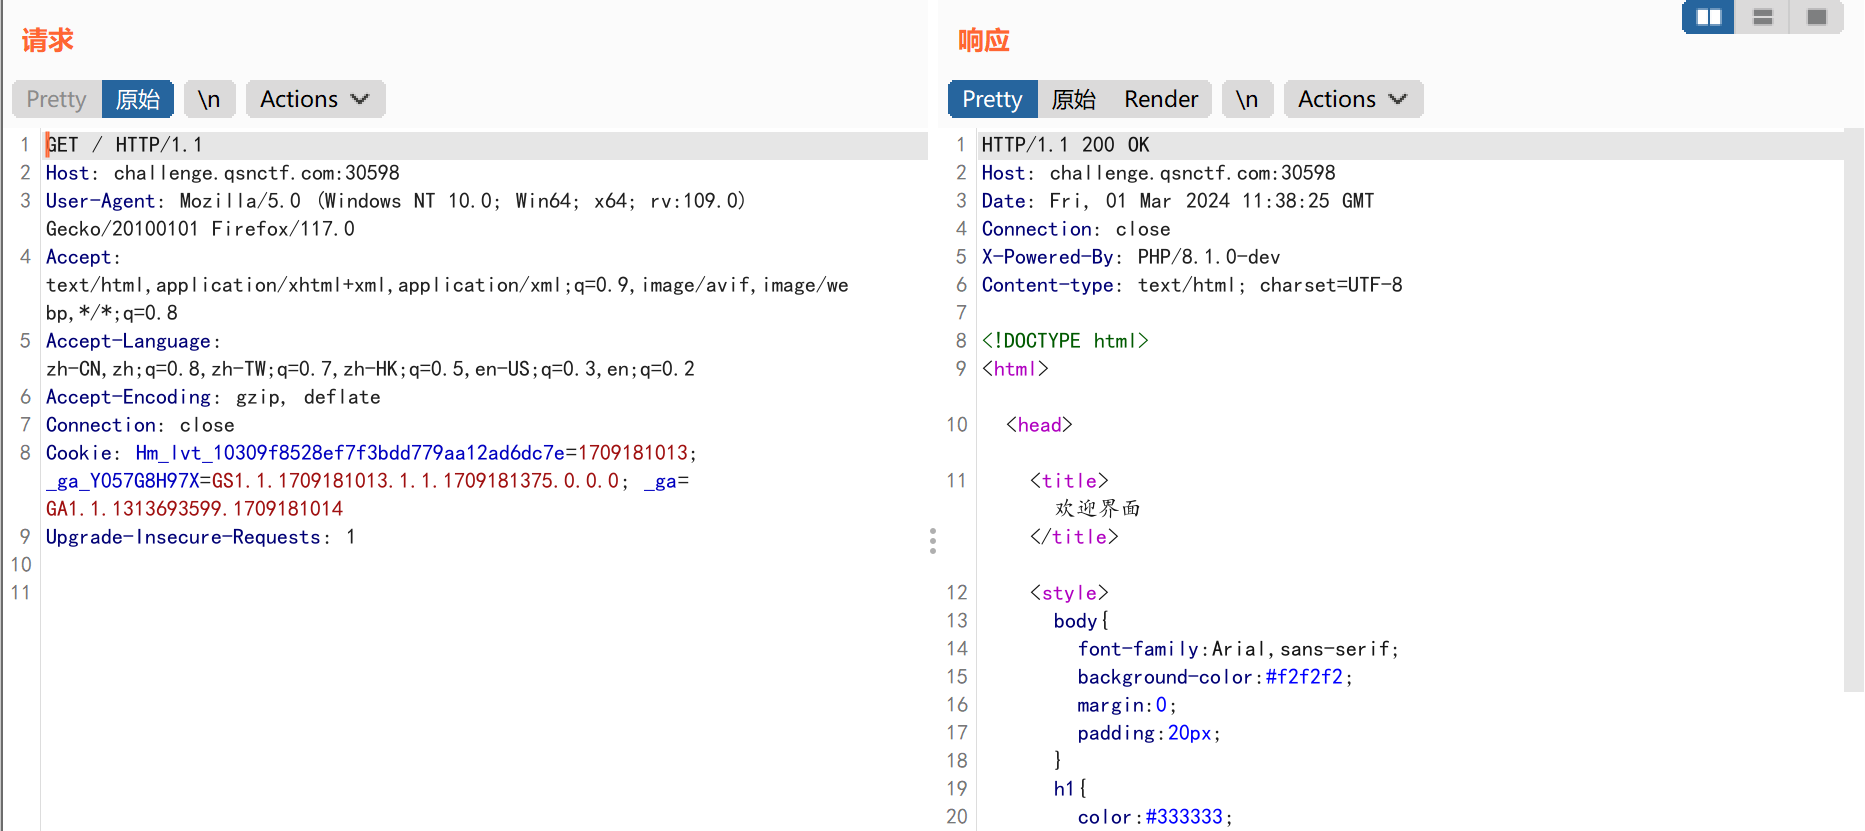 请求
Pretty 原始 \n Actions
1 GET / HTTP/1.1
2 Host: challenge.qsnctf.com:30598
3 User-Agent: Mozilla/5.0 (Windows NT 10.0; Win64; x64; rv:109.0)
Gecko/20100101 Firefox/117.0
4 Accept:
text/html,application/xhtml+xml,application/xml;q=0.9,image/avif,image/we
bp,*/*;q=0.8
5 Accept-Language:
zh-CN,zh;q=0.8,zh-TW;q=0.7,zh-HK;q=0.5,en-US;q=0.3,en;q=0.2
6 Accept-Encoding: gzip, deflate
7 Connection: close
8 Cookie: Hm_lvt_10309f8528ef7f3bdd779aa12ad6dc7e=1709181013;
_ga_Y057G8H97X=GS1.1.1709181013.1.1.1709181375.0.0.0; _ga=
GA1.1.1313693599.1709181014
9 Upgrade-Insecure-Requests: 1
10
11
响应
Pretty 原始 Render \n Actions
1 HTTP/1.1 200 OK
2 Host: challenge.qsnctf.com:30598
3 Date: Fri, 01 Mar 2024 11:38:25 GMT
4 Connection: close
5 X-Powered-By: PHP/8.1.0-dev
6 Content-type: text/html; charset=UTF-8
7
8 <!DOCTYPE html>
9 <html>
10 <head>
11 <title>
欢迎界面
</title>
12 <style>
13 body{
14 font-family:Arial,sans-serif;
15 background-color:#f2f2f2;
16 margin:0;
17 padding:20px;
18 }
19 h1{
20 color:#333333;